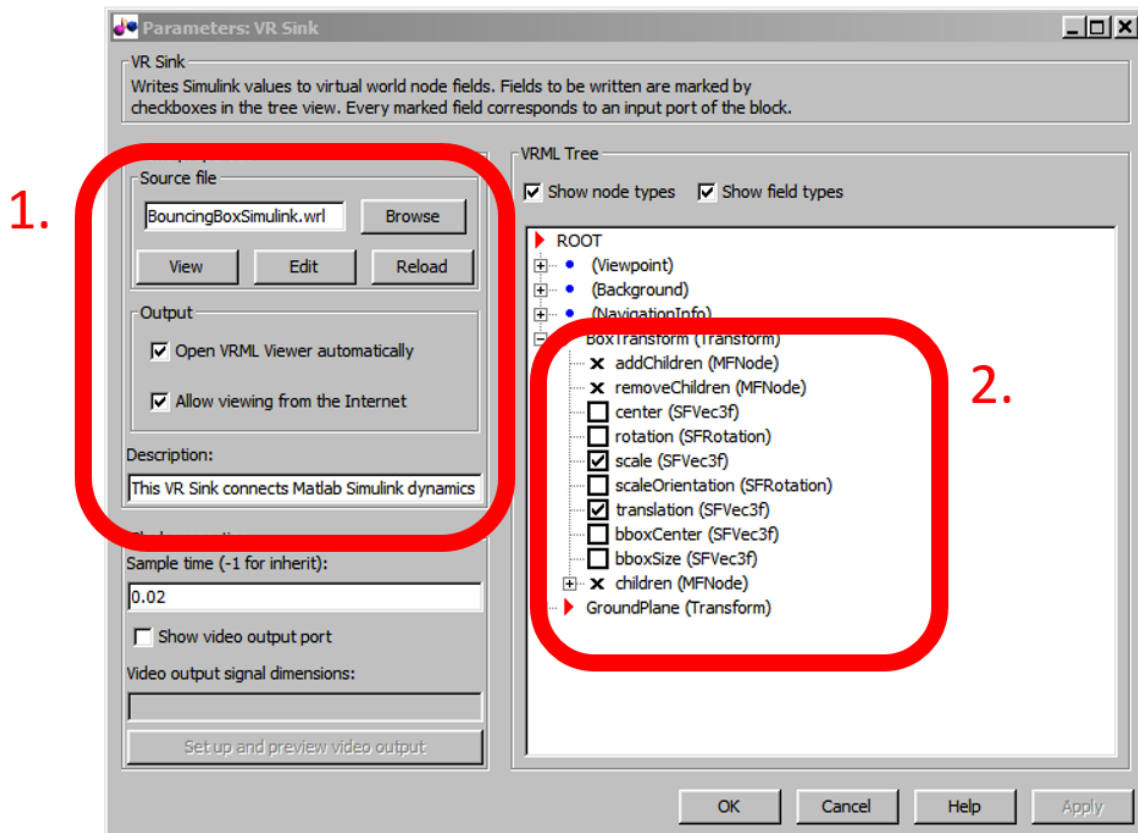 Parameters: VR Sink
VR Sink
Writes Simulink values to virtual world node fields. Fields to be written are marked by
checkboxes in the tree view. Every marked field corresponds to an input port of the block.
1.
Source file
BouncingBoxSimulink.wrl
Browse
View Edit Reload
Output
Open VRML Viewer automatically
Allow viewing from the Internet
Description:
This VR Sink connects Matlab Simulink dynamics
Sample time (-1 for inherit):
0.02
Show video output port
Video output signal dimensions:
Set up and preview video output
VRML Tree
Show node types Show field types
ROOT
(Viewpoint)
(Background)
(NavigationInfo)
BoxTransform (Transform)
addChildren (MFNode)
removeChildren (MFNode)
center (SFVec3f)
rotation (SFRotation)
scale (SFVec3f)
scaleOrientation (SFRotation)
translation (SFVec3f)
bboxCenter (SFVec3f)
bboxSize (SFVec3f)
children (MFNode)
GroundPlane (Transform)
2.
OK Cancel Help Apply